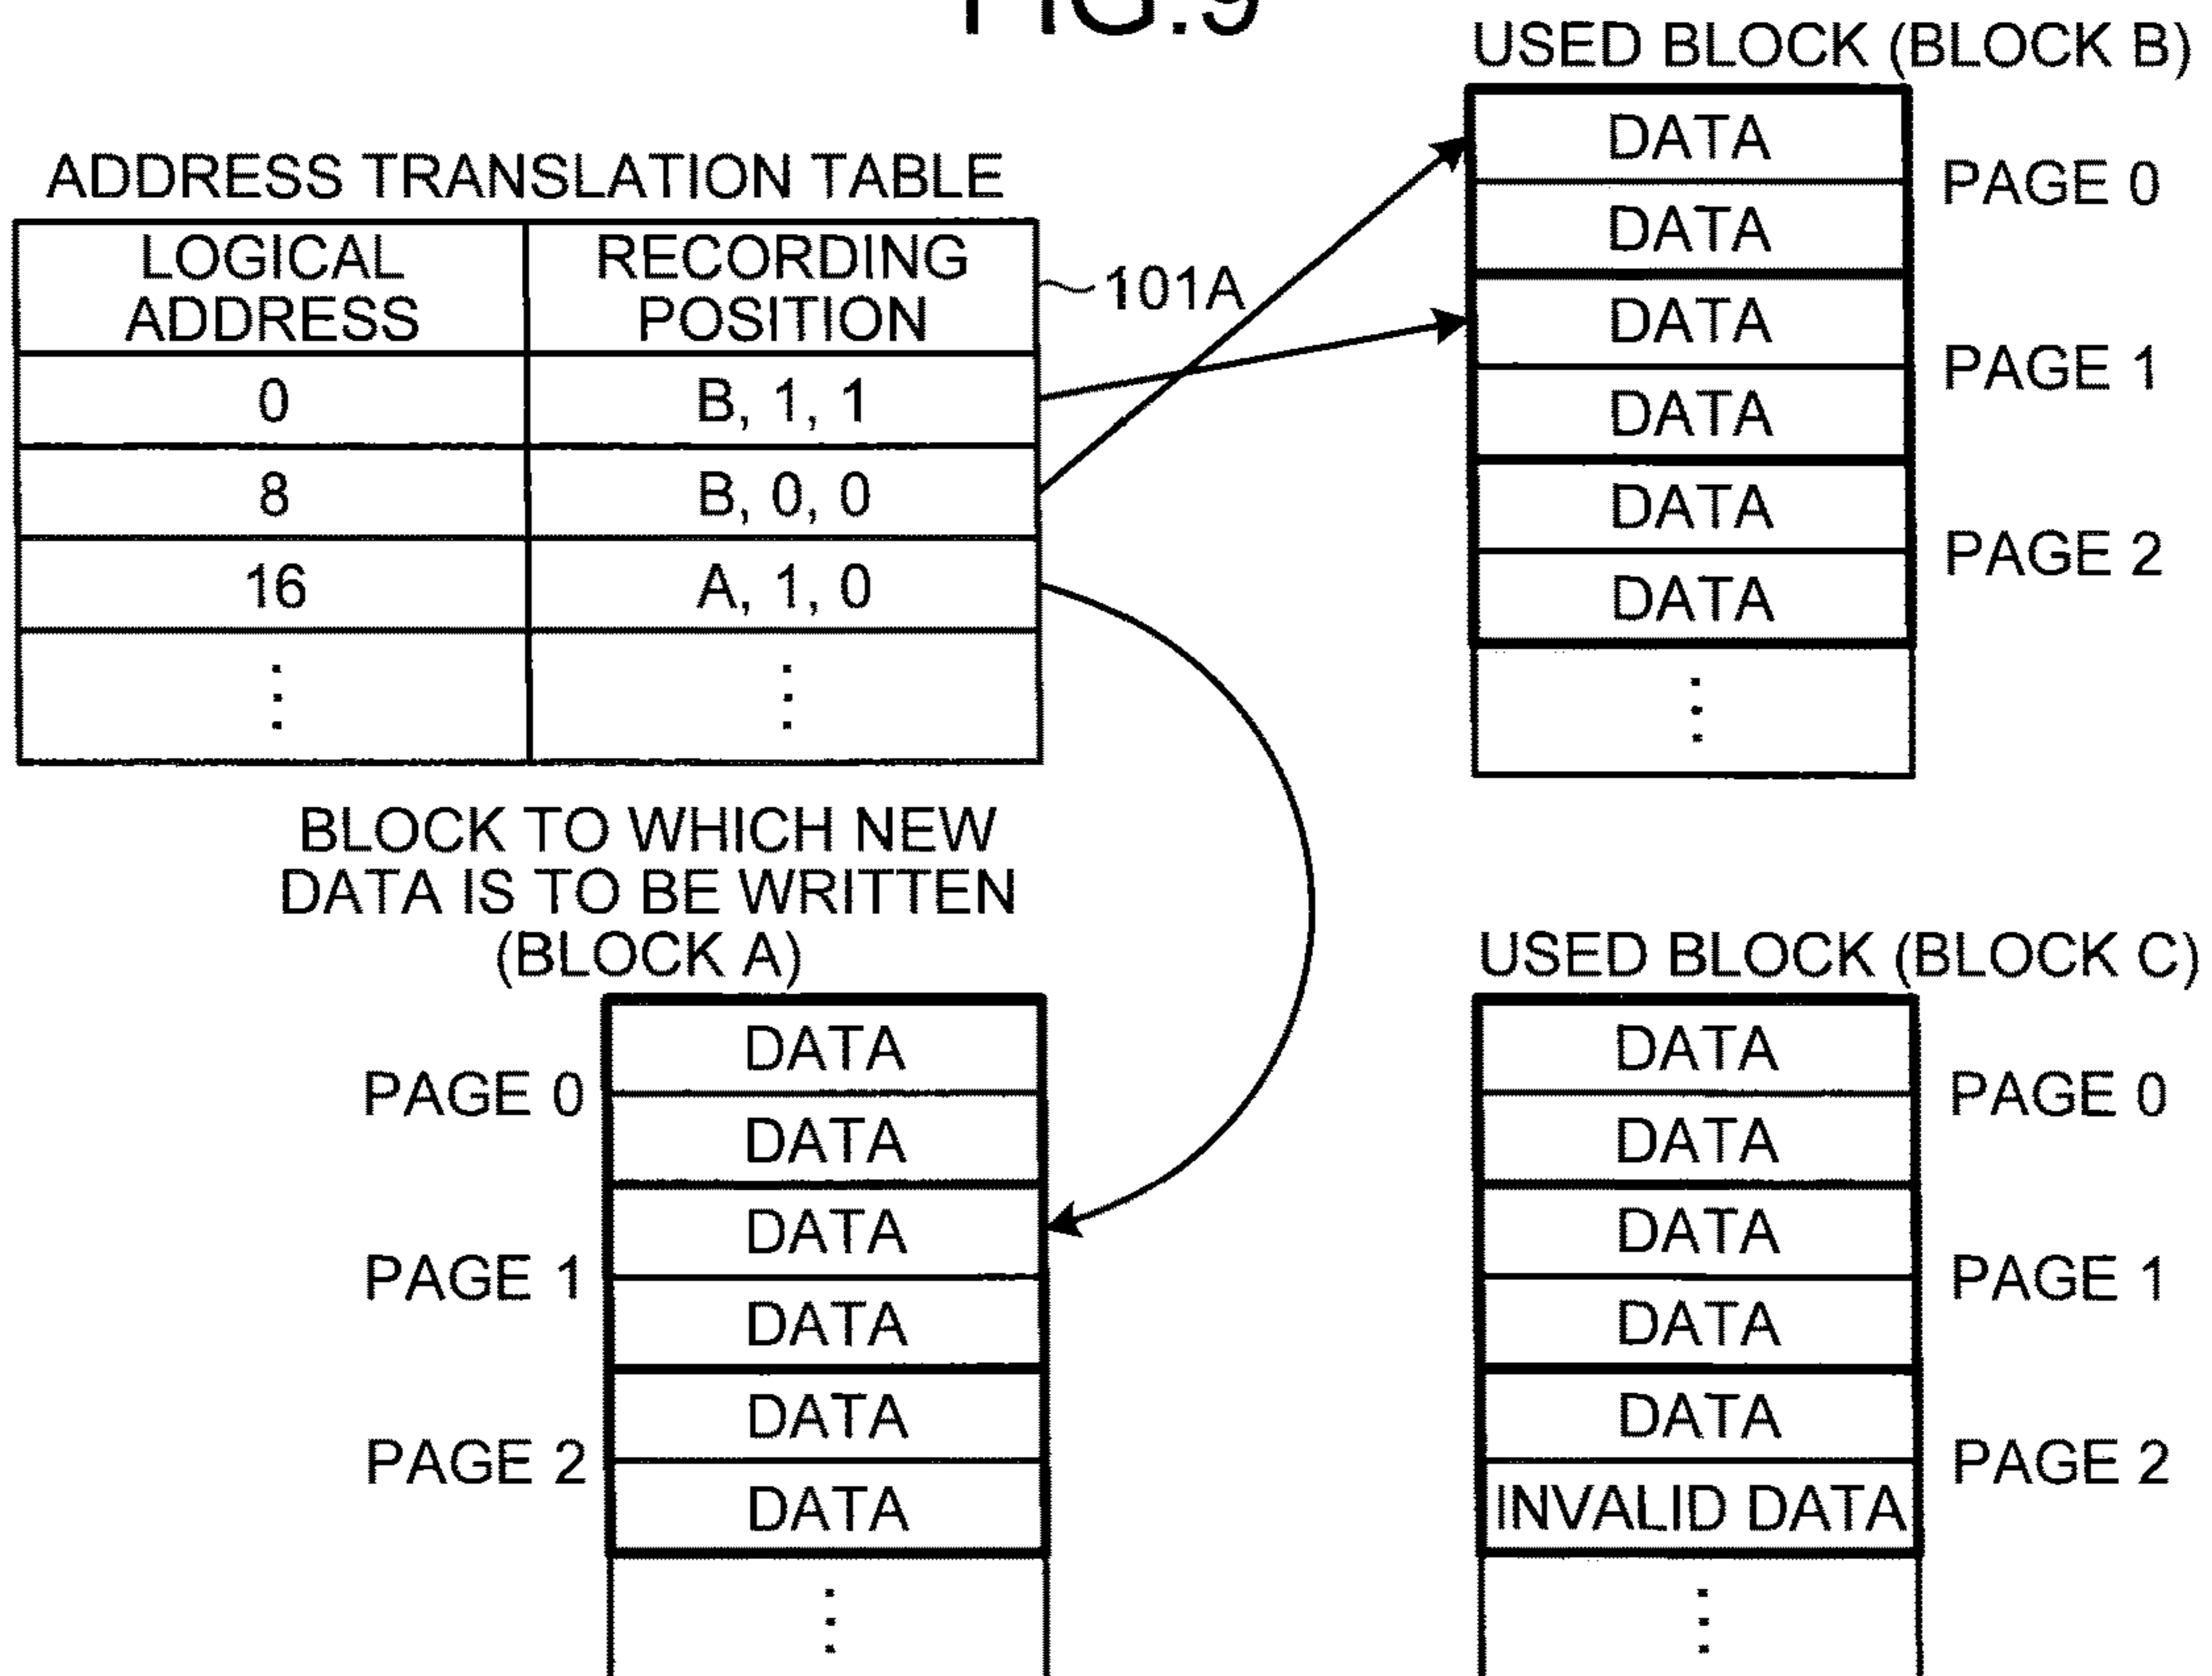 FIG.9
ADDRESS TRANSLATION TABLE
LOGICAL ADDRESS
RECORDING POSITION
101A
0
B, 1, 1
8
B, 0, 0
16
A, 1, 0
USED BLOCK (BLOCK B)
DATA
DATA
PAGE 0
DATA
DATA
PAGE 1
DATA
DATA
PAGE 2
BLOCK TO WHICH NEW
DATA IS TO BE WRITTEN
(BLOCK A)
PAGE 0
DATA
DATA
PAGE 1
DATA
DATA
PAGE 2
DATA
DATA
USED BLOCK (BLOCK C)
DATA
DATA
PAGE 0
DATA
DATA
PAGE 1
DATA
INVALID DATA
PAGE 2